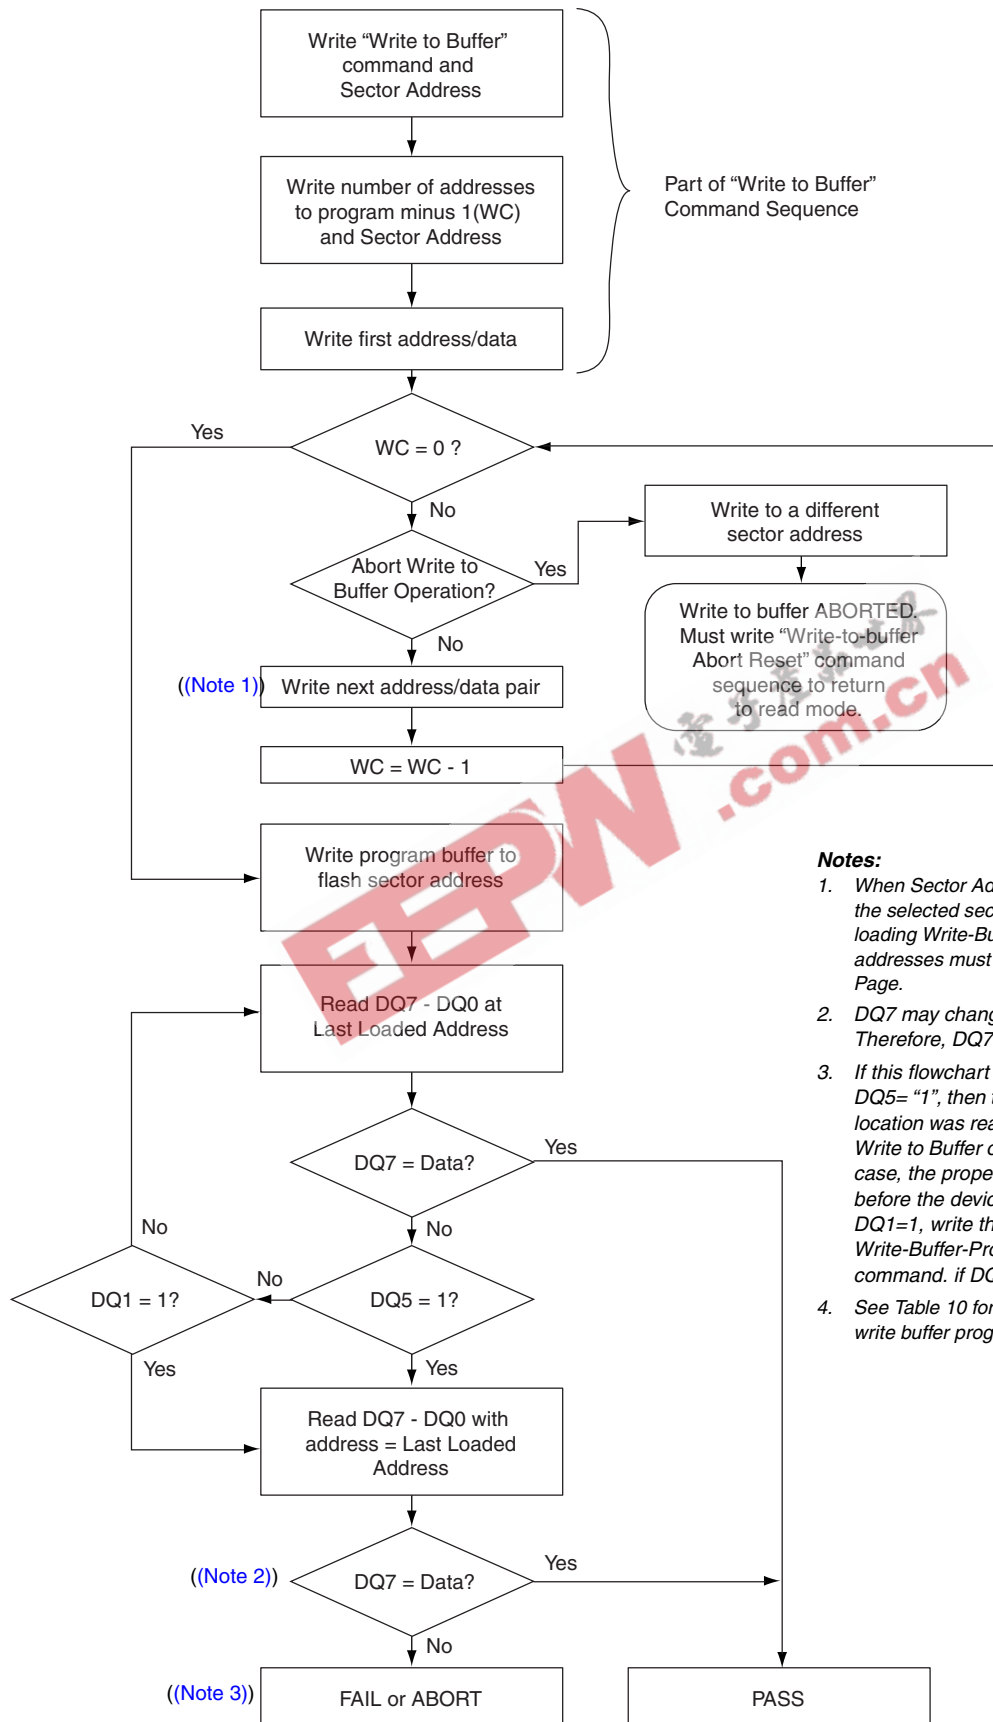 Write “Write to Buffer”
command and
Sector Address
Write number of addresses
to program minus 1(WC)
and Sector Address
Part of “Write to Buffer”
Command Sequence
Write first address/data
Yes
WC = 0 ?
No
Write to a different
sector address
Abort Write to
Buffer Operation?
Yes
No
Write to buffer ABORTED.
Must write “Write-to-buffer
Abort Reset” command
sequence to return
to read mode.
((Note 1))
Write next address/data pair
WC = WC - 1
電子產品世界
.com.cn
EEPW
Write program buffer to
flash sector address
Notes:
1. When Sector Ad
the selected sec
loading Write-Bu
addresses must
Page.
2. DQ7 may chang
Therefore, DQ7
3. If this flowchart
DQ5= “1”, then t
location was rea
Write to Buffer o
case, the prope
before the devic
DQ1=1, write th
Write-Buffer-Pro
command. if DQ
4. See Table 10 for
write buffer prog
Read DQ7 - DQ0 at
Last Loaded Address
DQ7 = Data?
Yes
No
No
DQ1 = 1?
No
DQ5 = 1?
Yes
Yes
Read DQ7 - DQ0 with
address = Last Loaded
Address
((Note 2))
DQ7 = Data?
Yes
No
((Note 3))
FAIL or ABORT
PASS